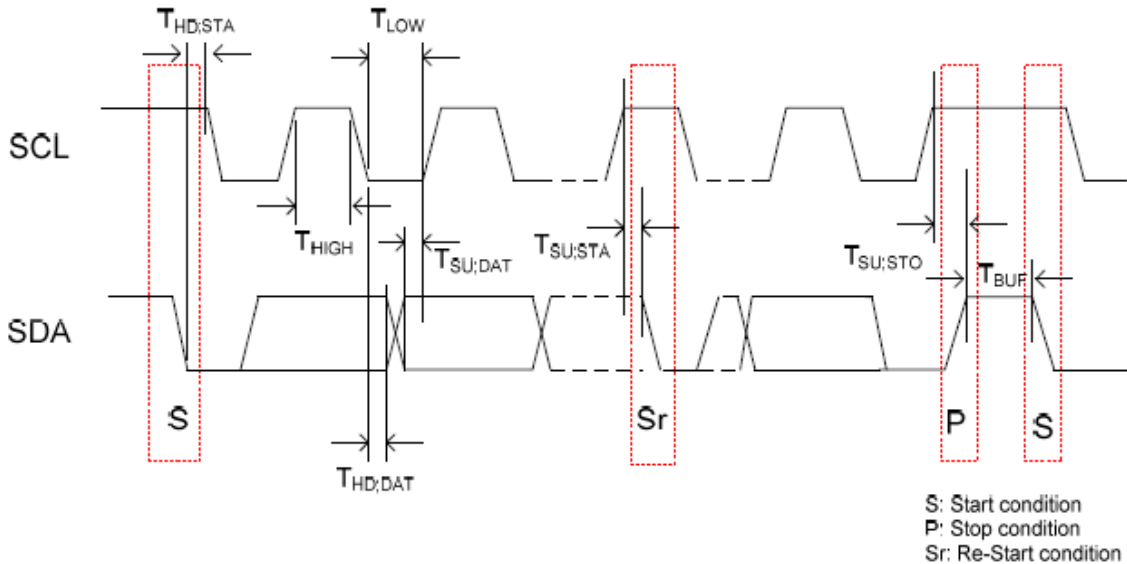 THD;STA
TLOW
SCL
THIGH
TSU;DAT
TSU;STA
TSU;STO
TBUF
SDA
S
Sr
P
S
THD;DAT
S: Start condition
P: Stop condition
Sr: Re-Start condition